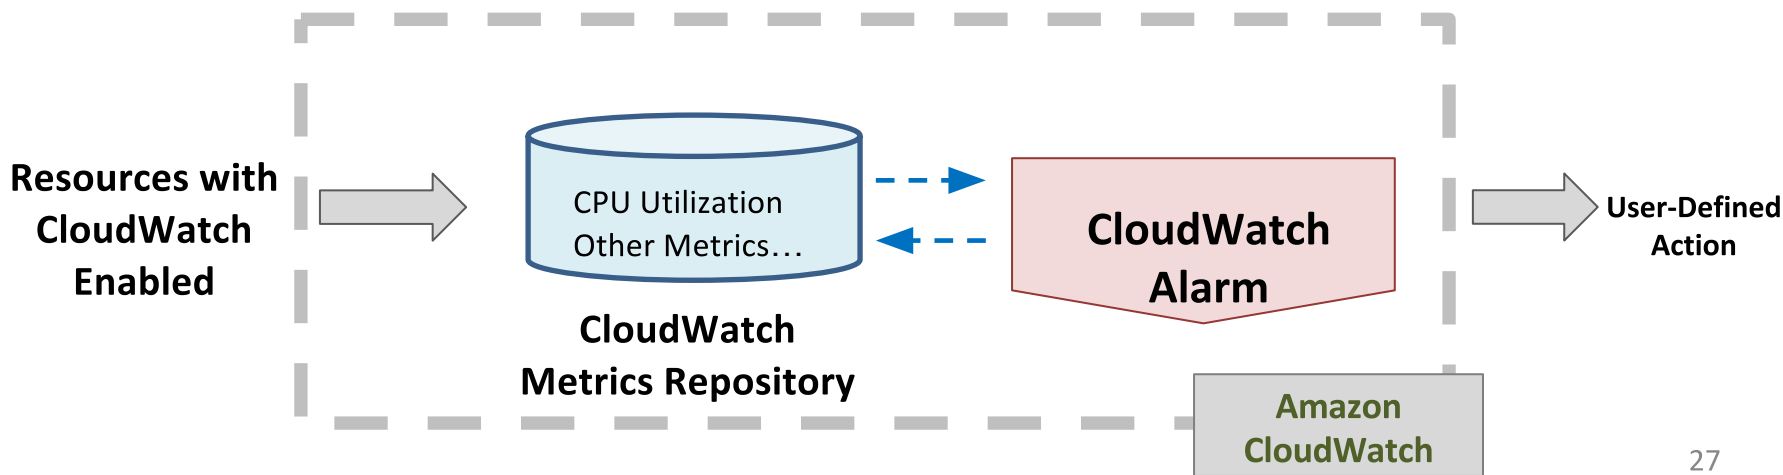 Resources with
CloudWatch
Enabled
CPU Utilization
Other Metrics...
CloudWatch
Metrics Repository
CloudWatch
Alarm
User-Defined
Action
Amazon
CloudWatch
27